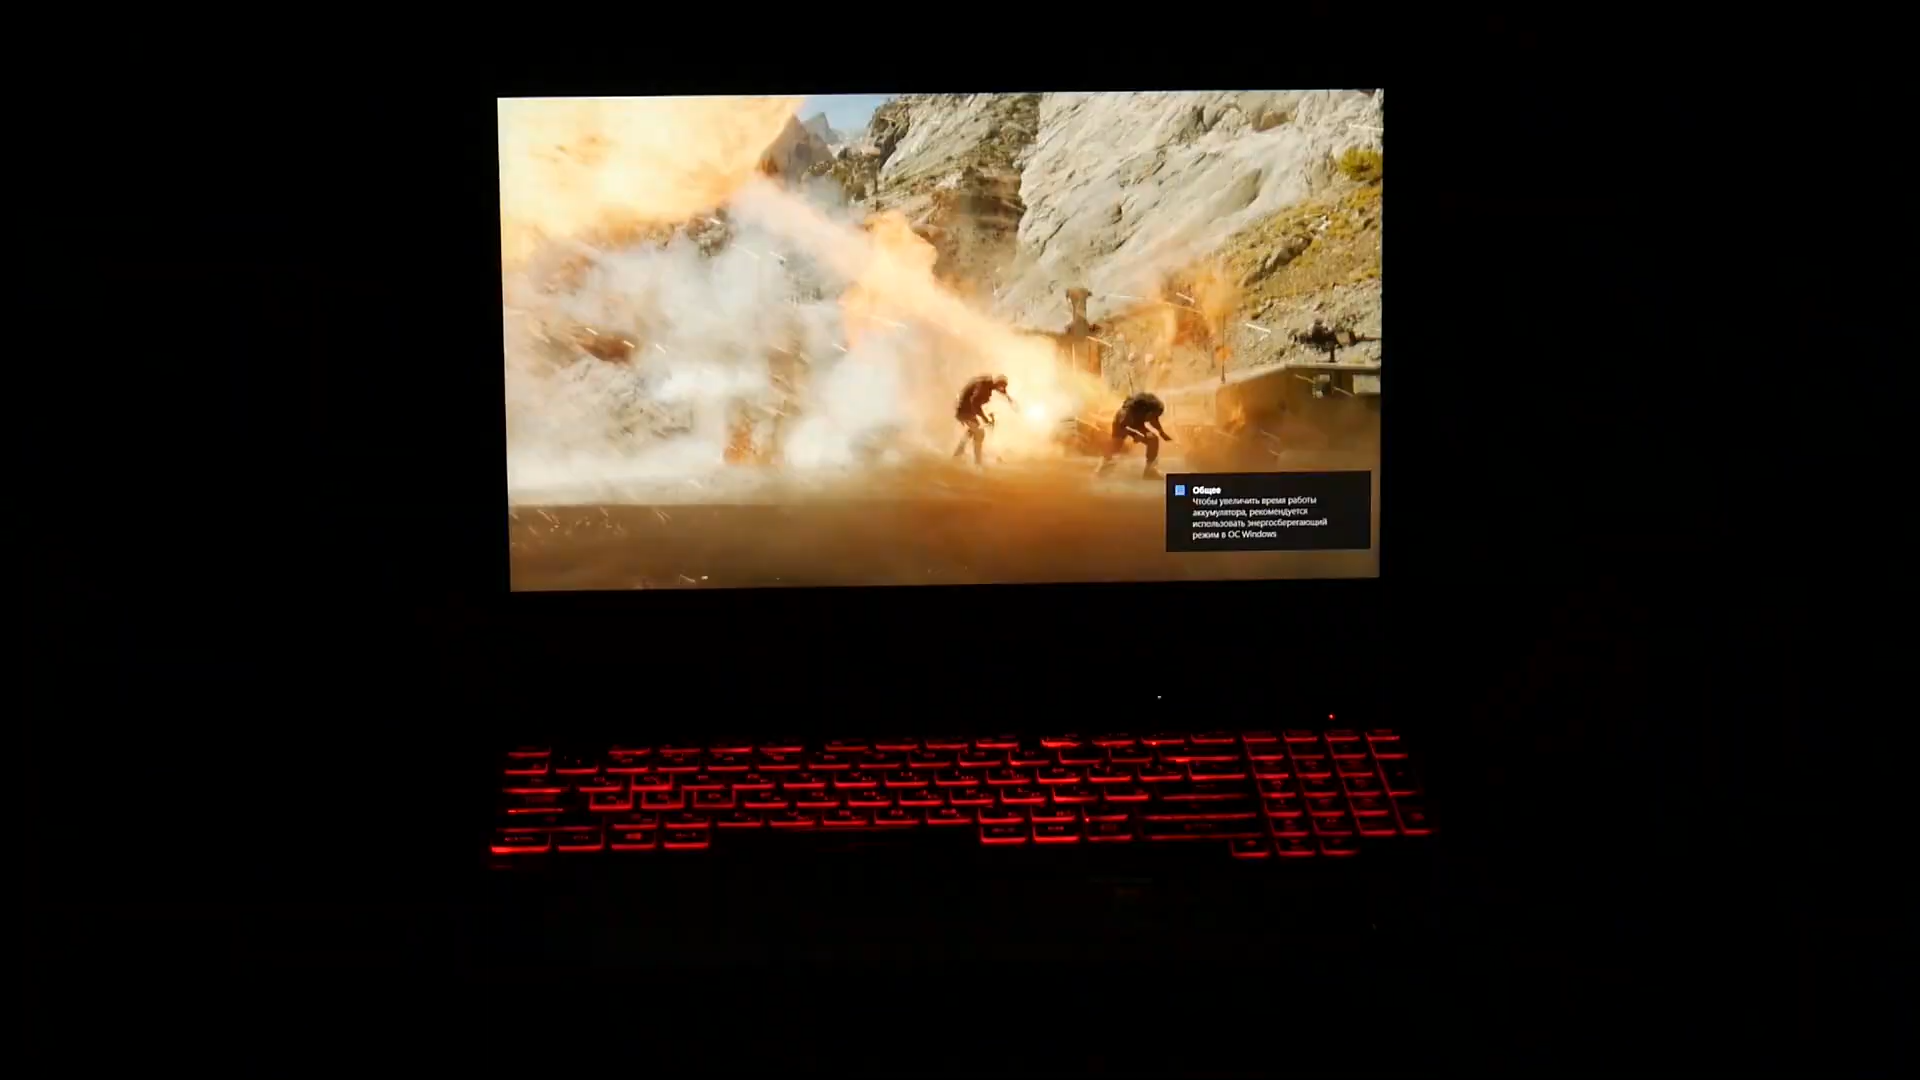 Общее
Чтобы увеличить время работы
аккумулятора, рекомендуется
использовать энергосберегающий
режим в ОС Windows